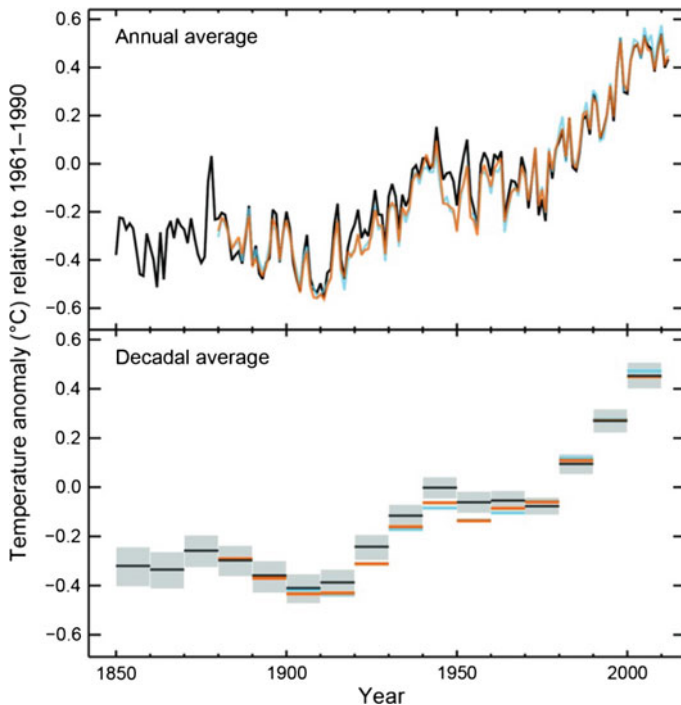 Temperature anomaly (°C) relative to 1961–1990
Annual average
0.6
0.4
0.2
0.0
−0.2
−0.4
−0.6
Decadal average
0.6
0.4
0.2
0.0
−0.2
−0.4
−0.6
1850 1900 1950 2000
Year